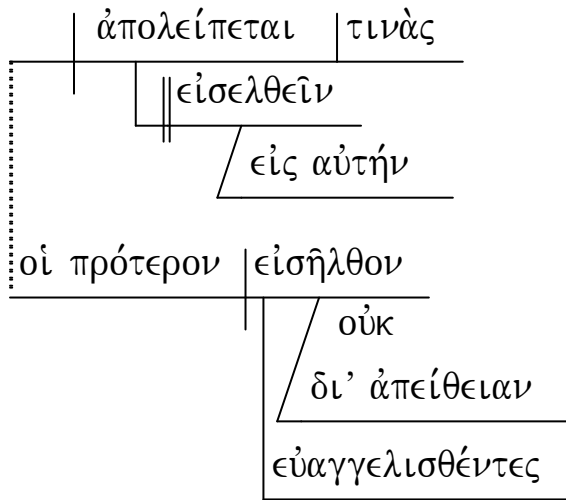 ἀπολείπεται τινὰς
εἰσελθεῖν
εἰς αὐτήν
οἱ πρότερον εἰσῆλθον
οὐκ
δι’ ἀπείθειαν
εὐαγγελισθέντες